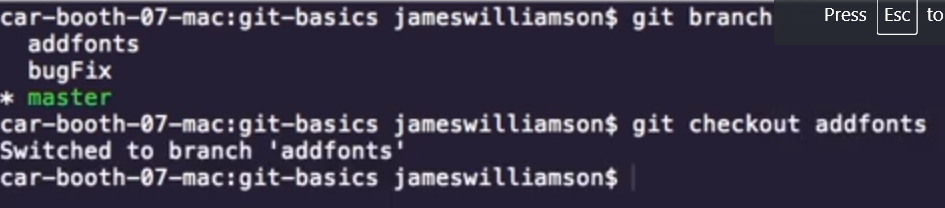 car-booth-07-mac:git-basics jameswilliamson$ git branch
Press Esc to
addfonts
bugFix
* master
car-booth-07-mac:git-basics jameswilliamson$ git checkout addfonts
Switched to branch 'addfonts'
car-booth-07-mac:git-basics jameswilliamson$